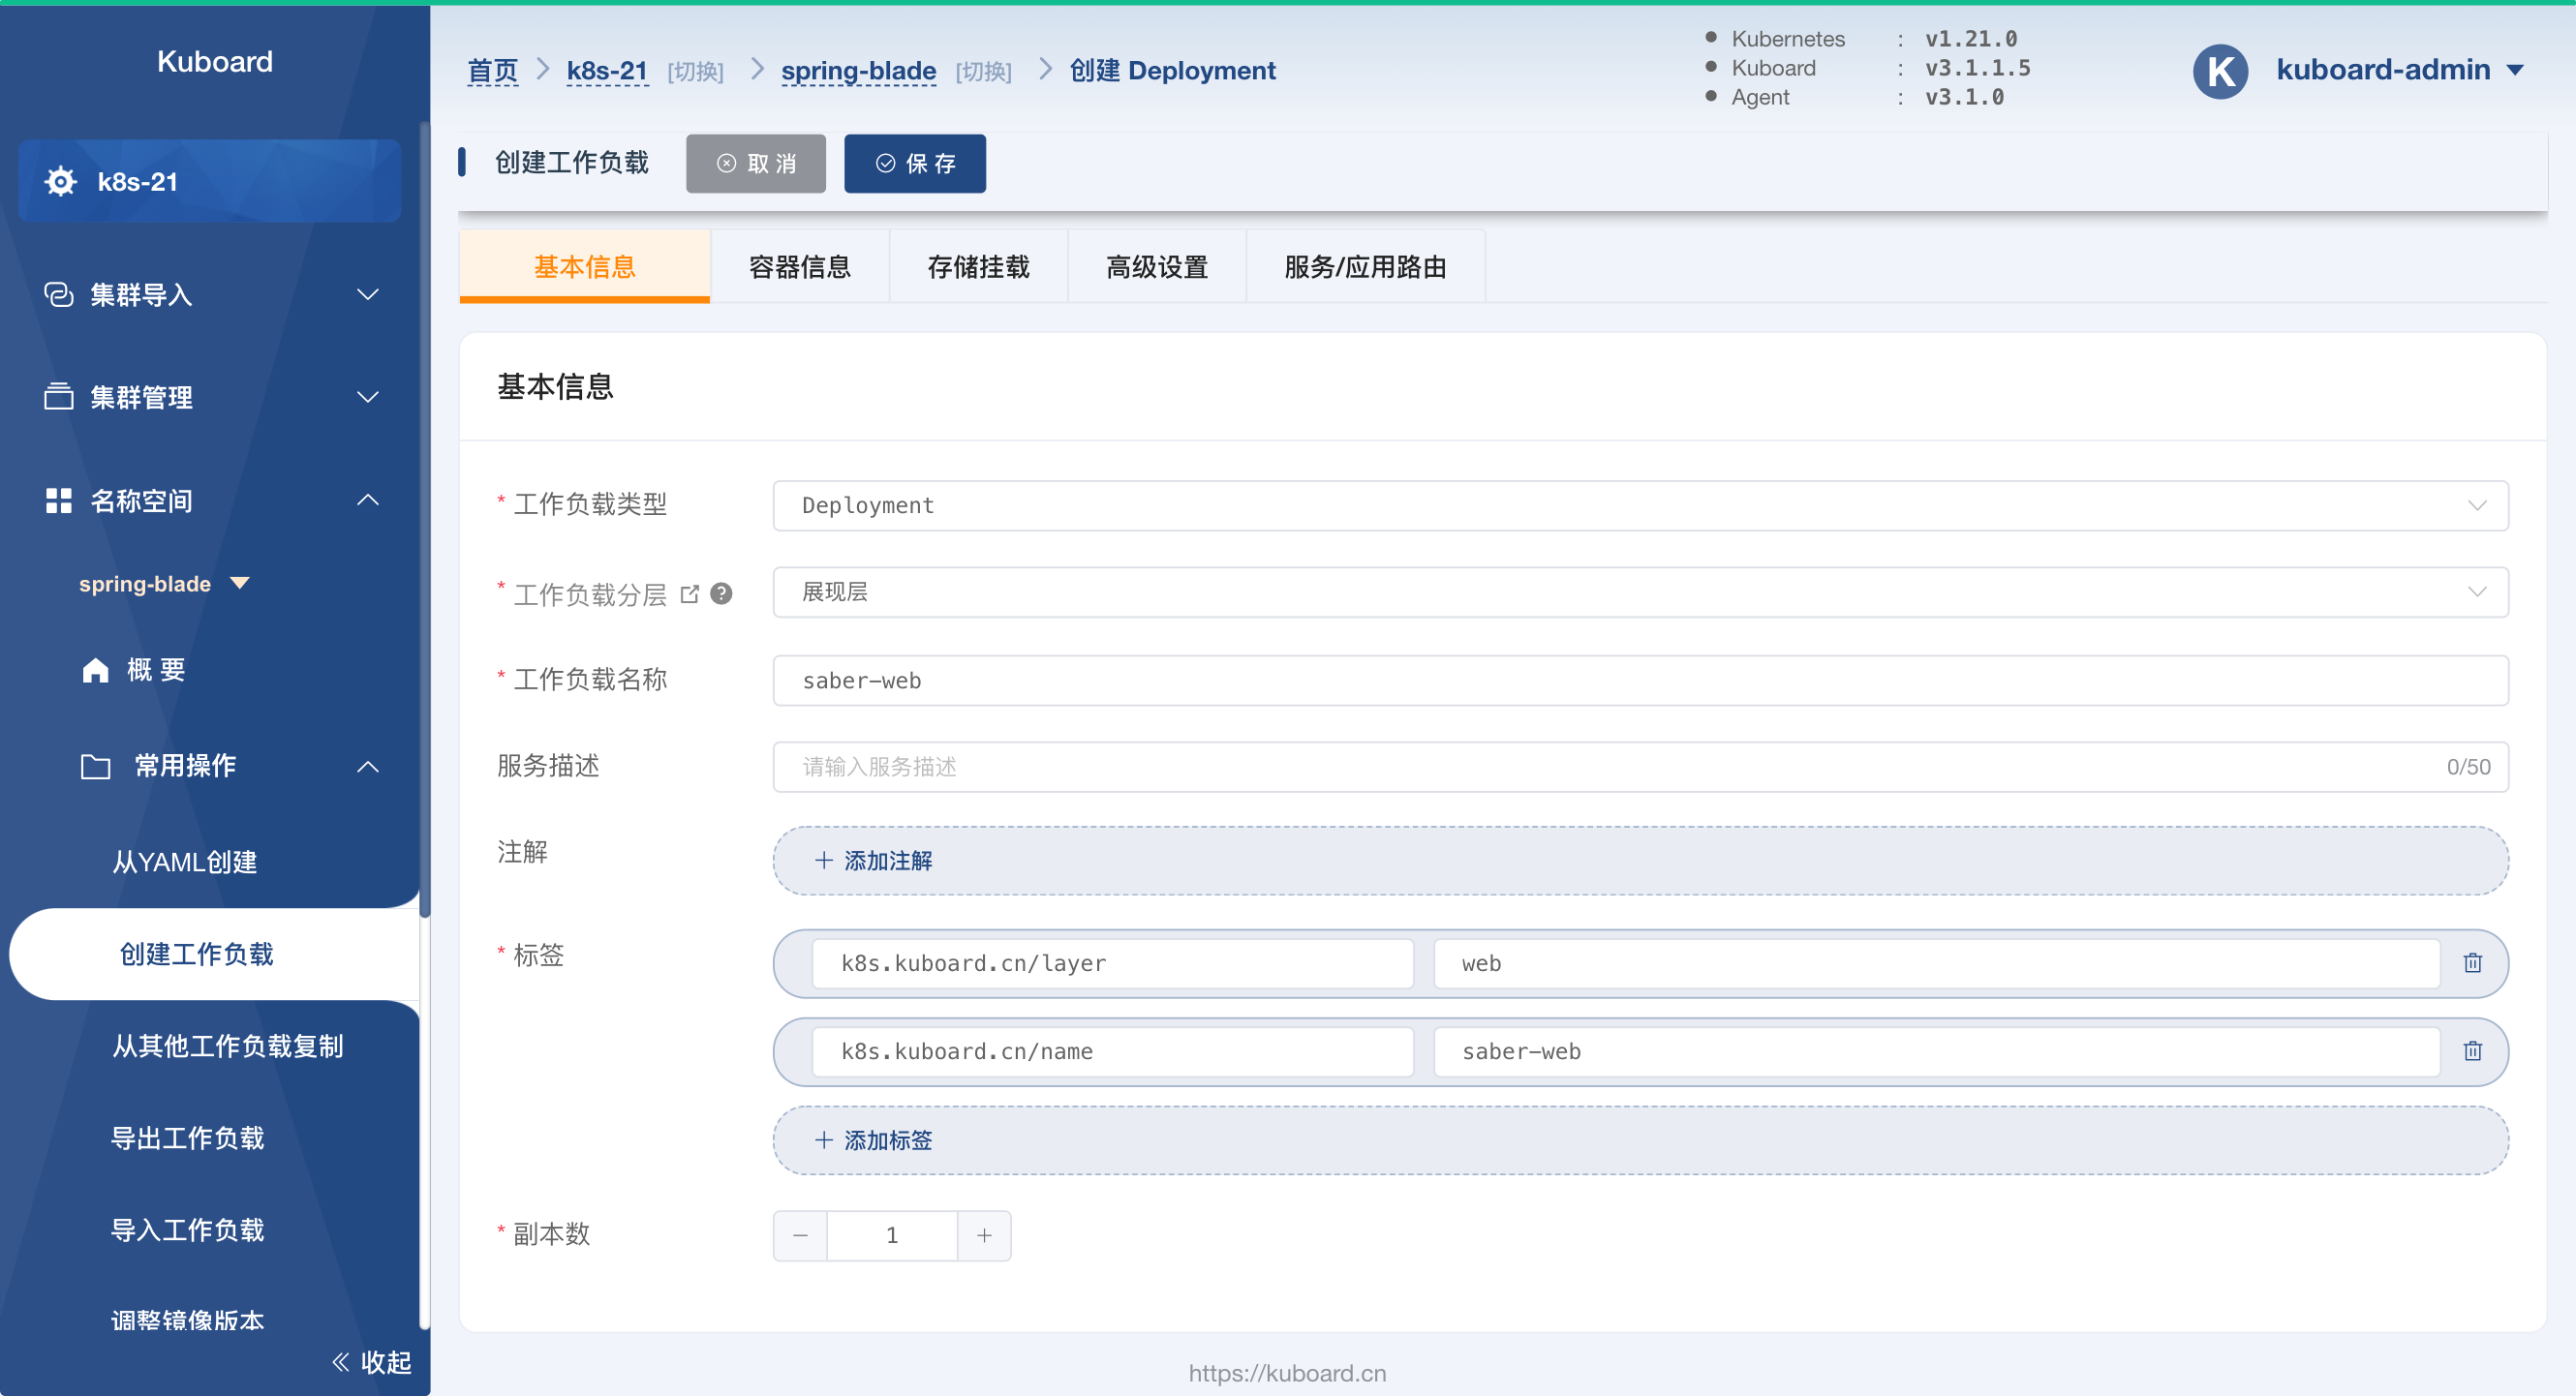 Kuboard
k8s-21
集群导入
集群管理
名称空间
spring-blade
概 要
常用操作
从YAML创建
创建工作负载
从其他工作负载复制
导出工作负载
导入工作负载
调整镜像版本
收起
首页 > k8s-21 [切换] > spring-blade [切换] > 创建 Deployment
Kubernetes : v1.21.0
Kuboard : v3.1.1.5
Agent : v3.1.0
K kuboard-admin
创建工作负载 取 消 保 存
基本信息 容器信息 存储挂载 高级设置 服务/应用路由
基本信息
* 工作负载类型 Deployment
* 工作负载分层 展现层
* 工作负载名称 saber-web
服务描述 请输入服务描述 0/50
注解 + 添加注解
* 标签 k8s.kuboard.cn/layer web
k8s.kuboard.cn/name saber-web
+ 添加标签
* 副本数 − 1 +
https://kuboard.cn